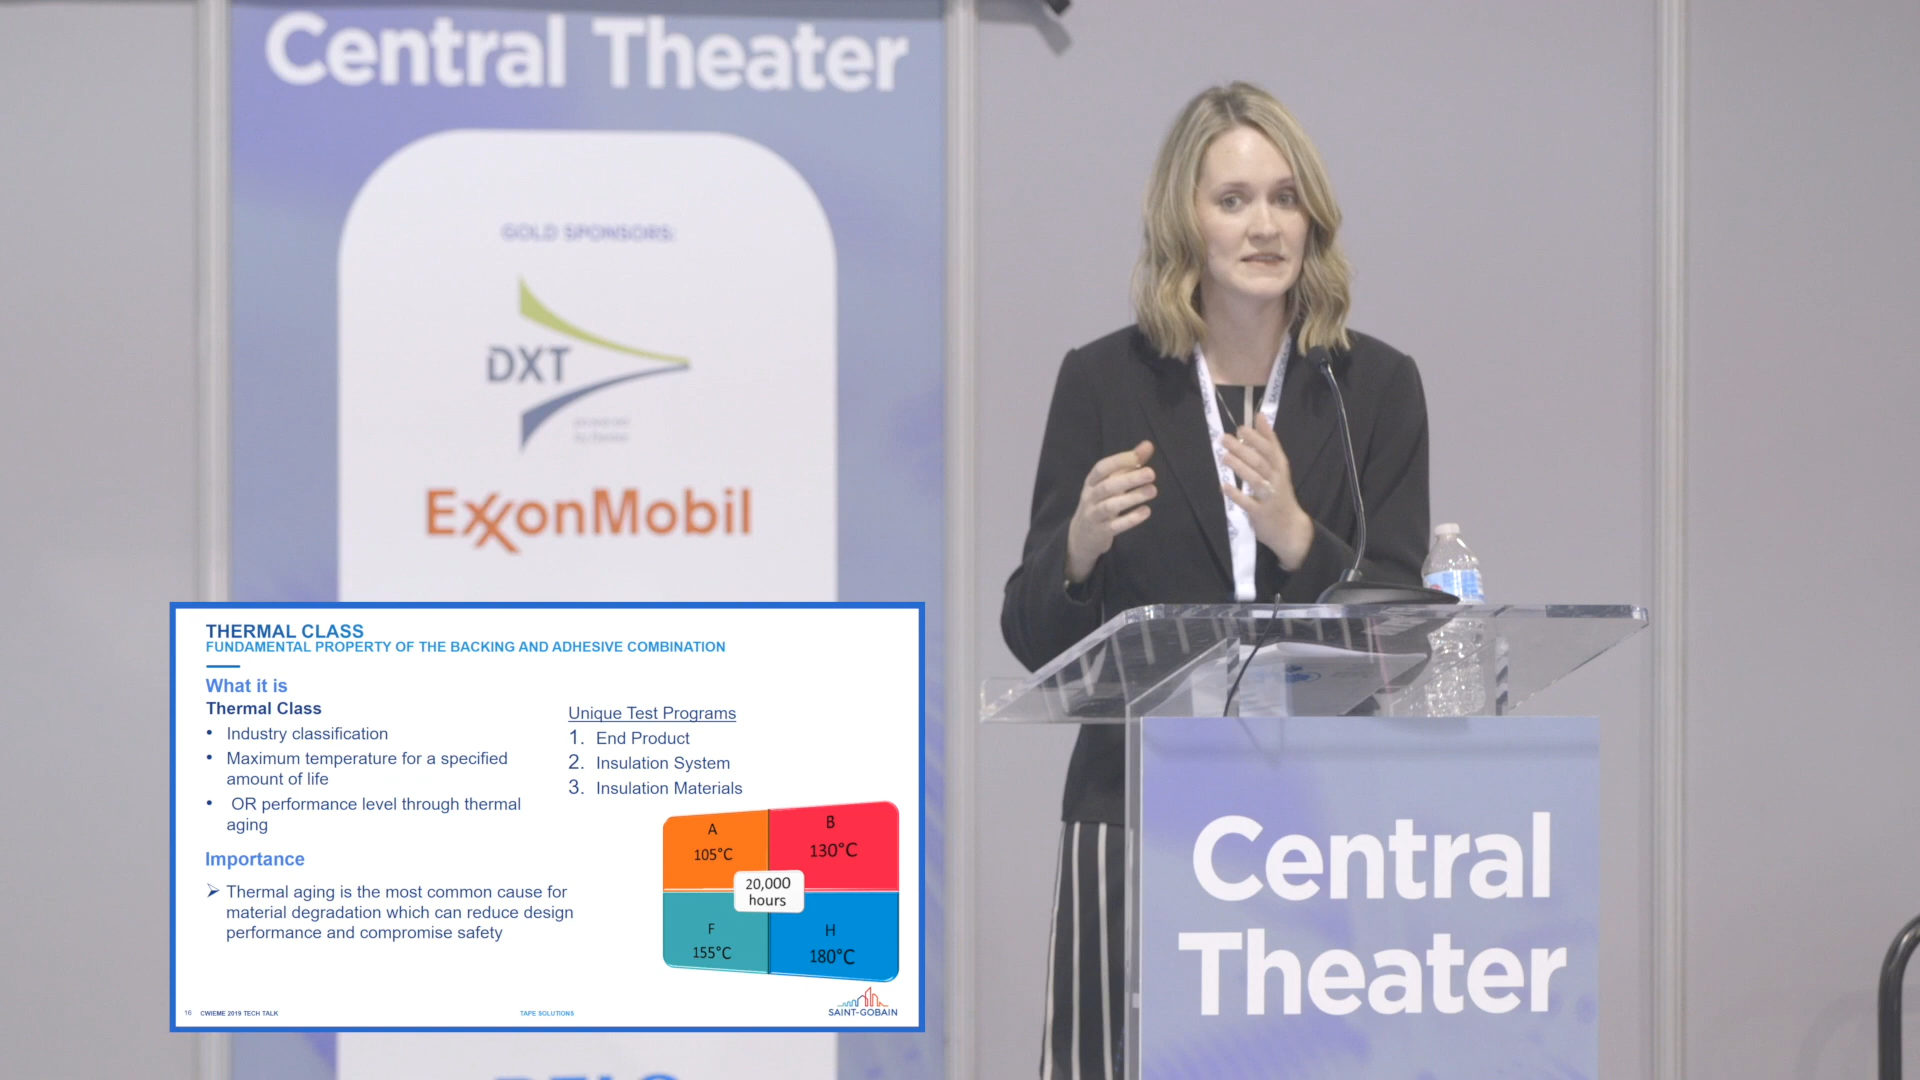 Central Theater
GOLD SPONSORS:
DXT
ExxonMobil
SAINT-GOBAIN
THERMAL CLASS
FUNDAMENTAL PROPERTY OF THE BACKING AND ADHESIVE COMBINATION
What it is
Thermal Class
• Industry classification
• Maximum temperature for a specified
amount of life
• OR performance level through thermal
aging
Importance
➢ Thermal aging is the most common cause for
material degradation which can reduce design
performance and compromise safety
Unique Test Programs
1. End Product
2. Insulation System
3. Insulation Materials
A
105°C
B
130°C
20,000
hours
F
155°C
H
180°C
16 CWIEME 2019 TECH TALK
TAPE SOLUTIONS
SAINT-GOBAIN
Central
Theater